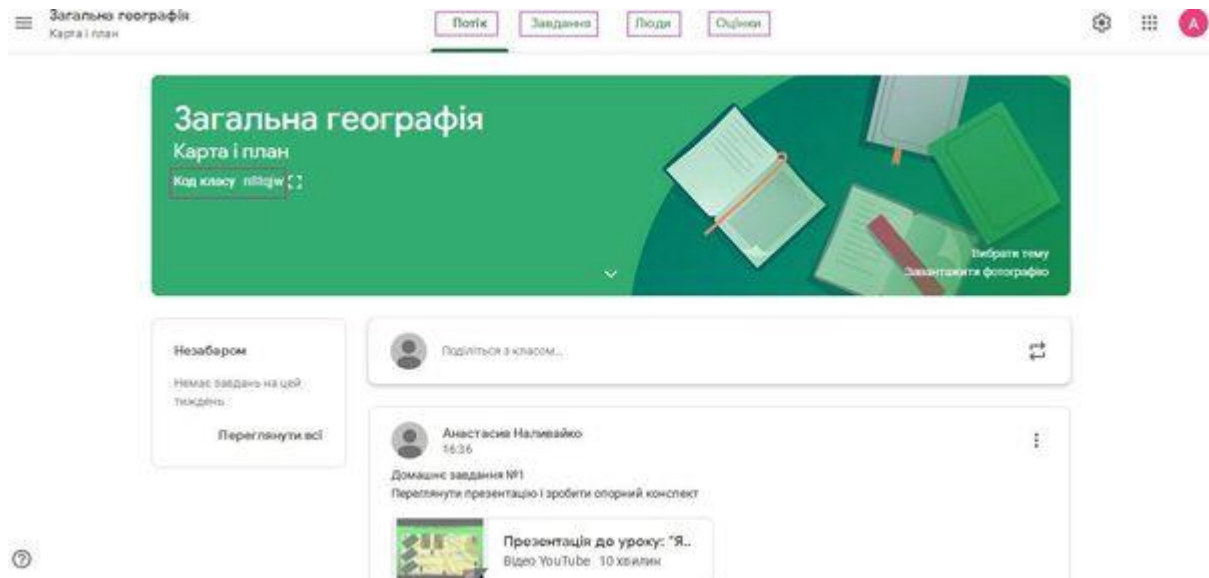 Загальна географія
Карта і план
Потік Завдання Люди Оцінки
A
Загальна географія
Карта і план
Код класу
Вибрати тему
Завантажити фотографію
Незабаром
Немає завдань на цей
тиждень
Переглянути всі
Поділіться з класом...
Анастасия Наливайко
16:36
Домашнє завдання №1
Переглянути презентацію і зробити опорний конспект
Презентація до уроку: "Я..
Відео YouTube 10 хвилин